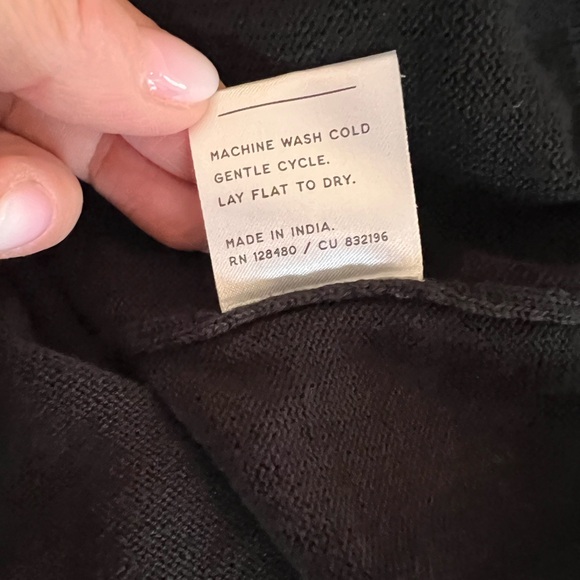 MACHINE WASH COLD
GENTLE CYCLE.
LAY FLAT TO DRY.
MADE IN INDIA.
RN 128480 / CU 832196